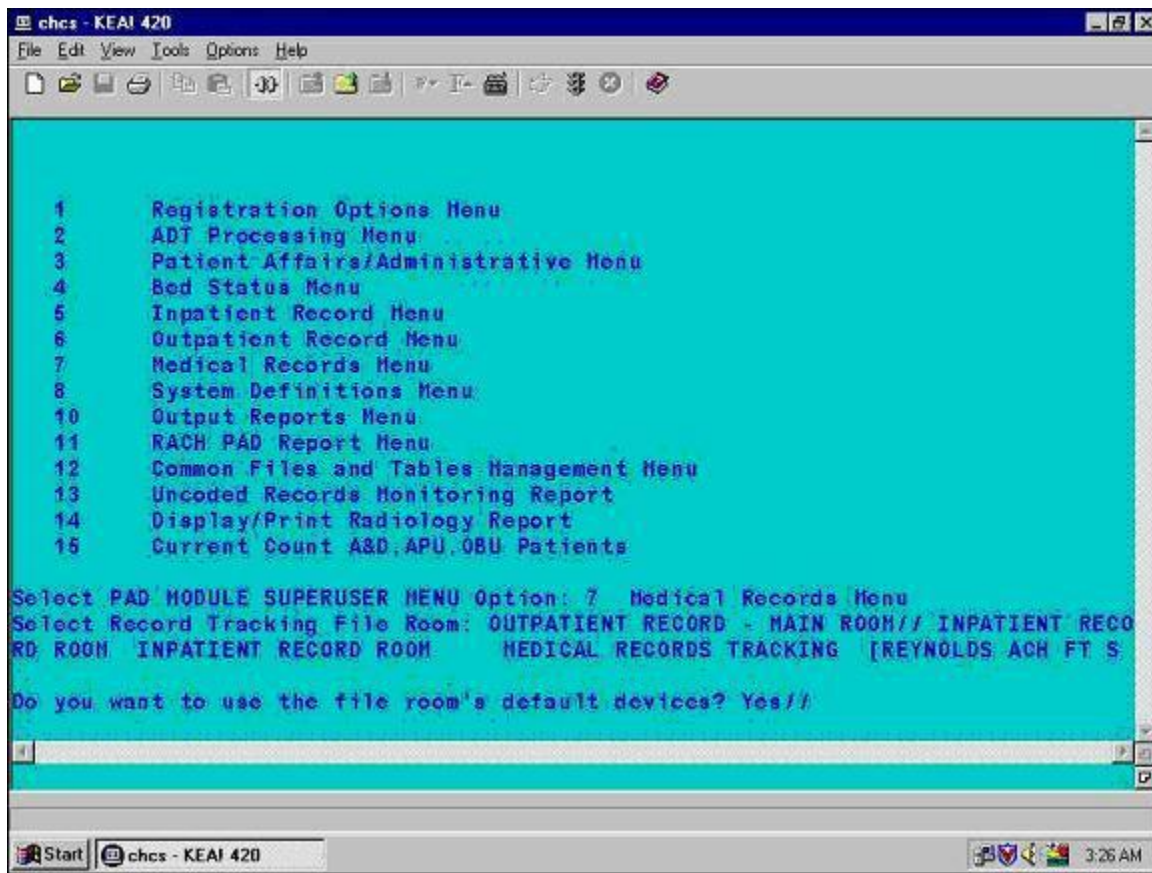 chcs - KEA! 420
File Edit View Tools Options Help
1 Registration Options Menu
2 ADT Processing Menu
3 Patient Affairs/Administrative Menu
4 Bed Status Menu
5 Inpatient Record Menu
6 Outpatient Record Menu
7 Medical Records Menu
8 System Definitions Menu
10 Output Reports Menu
11 RACH PAD Report Menu
12 Common Files and Tables Management Menu
13 Uncoded Records Monitoring Report
14 Display/Print Radiology Report
15 Current Count A&D,APU,OBU Patients
Select PAD MODULE SUPERUSER MENU Option: 7 Medical Records Menu
Select Record Tracking File Room: OUTPATIENT RECORD - MAIN ROOM// INPATIENT RECO
RD ROOM INPATIENT RECORD ROOM MEDICAL RECORDS TRACKING [REYNOLDS ACH FT S
Do you want to use the file room's default devices? Yes//
Start chcs - KEA! 420 3:26 AM